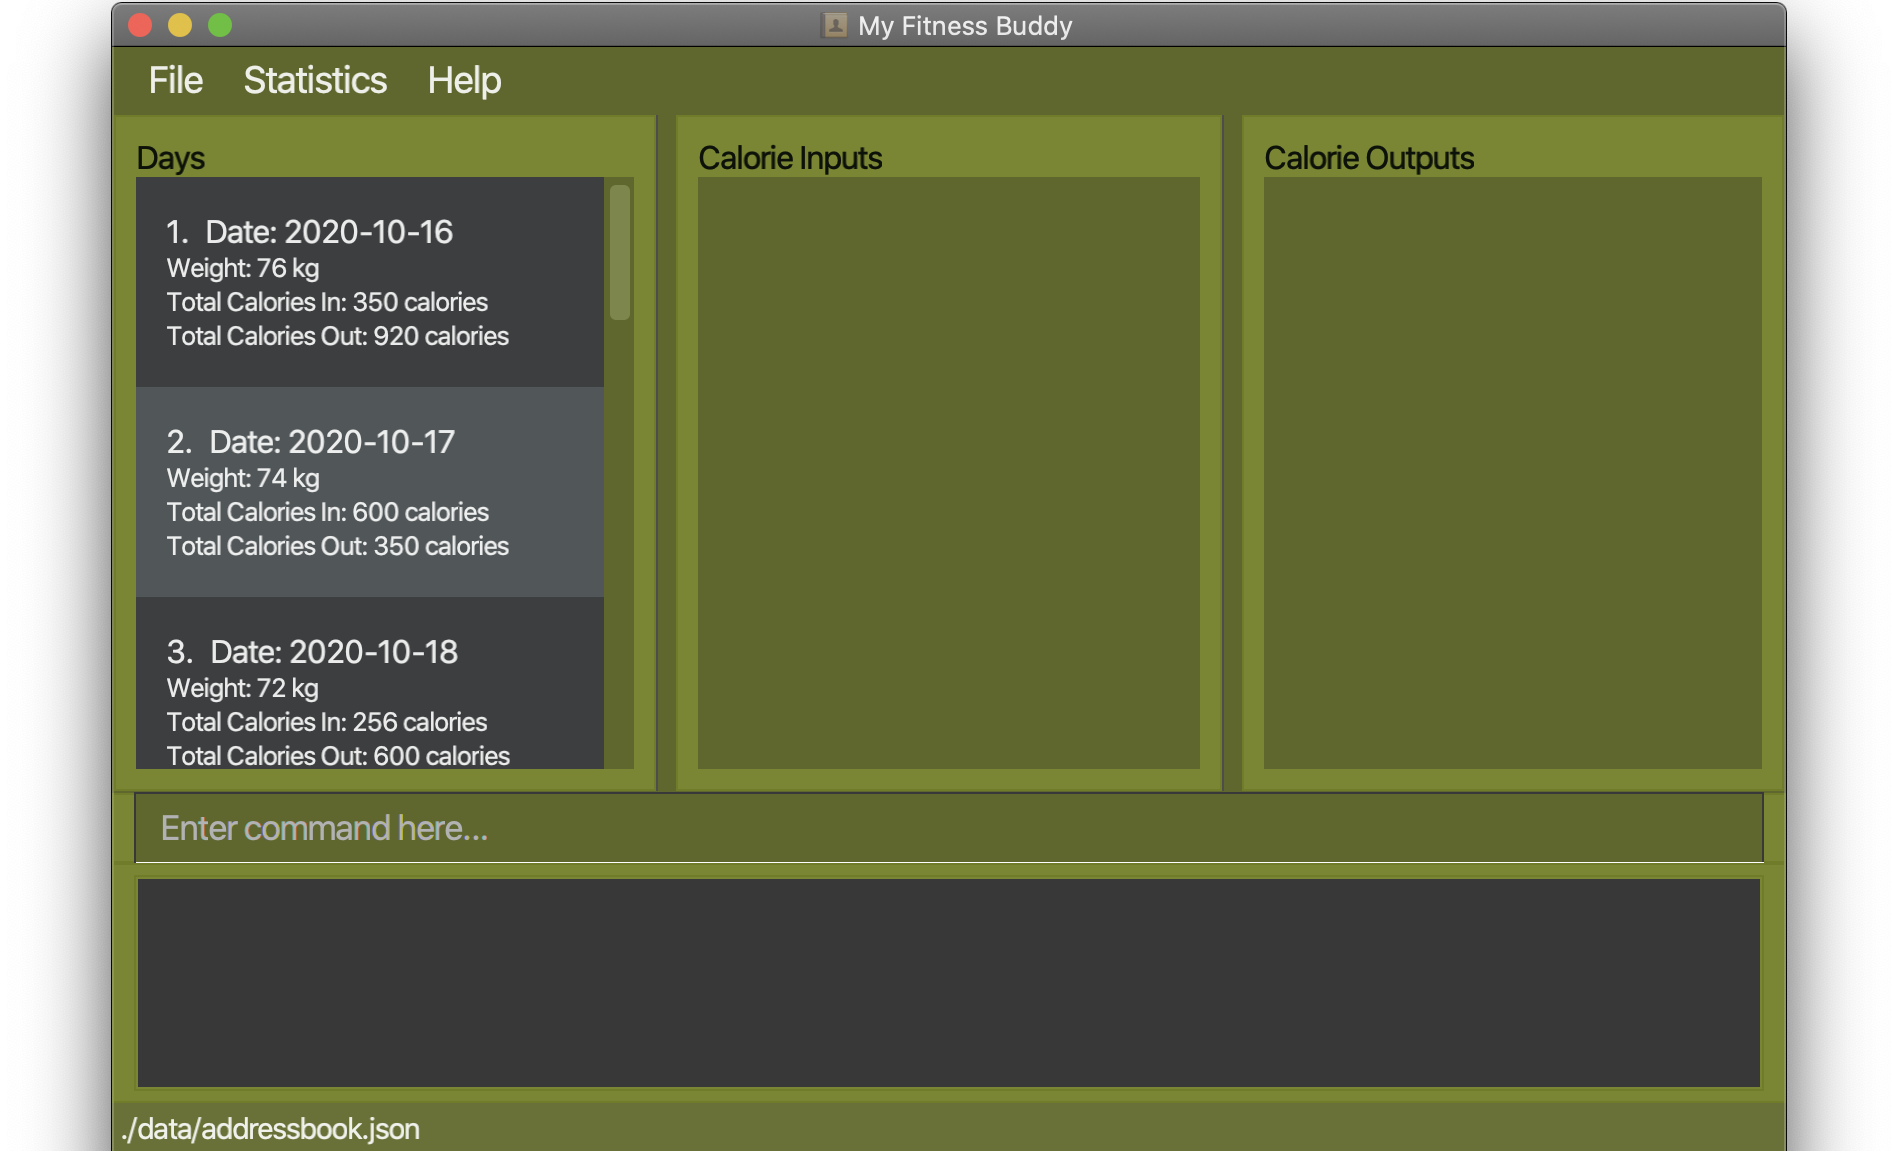 My Fitness Buddy
File Statistics Help
Days
1. Date: 2020-10-16
Weight: 76 kg
Total Calories In: 350 calories
Total Calories Out: 920 calories
2. Date: 2020-10-17
Weight: 74 kg
Total Calories In: 600 calories
Total Calories Out: 350 calories
3. Date: 2020-10-18
Weight: 72 kg
Total Calories In: 256 calories
Total Calories Out: 600 calories
Calorie Inputs
Calorie Outputs
Enter command here...
./data/addressbook.json